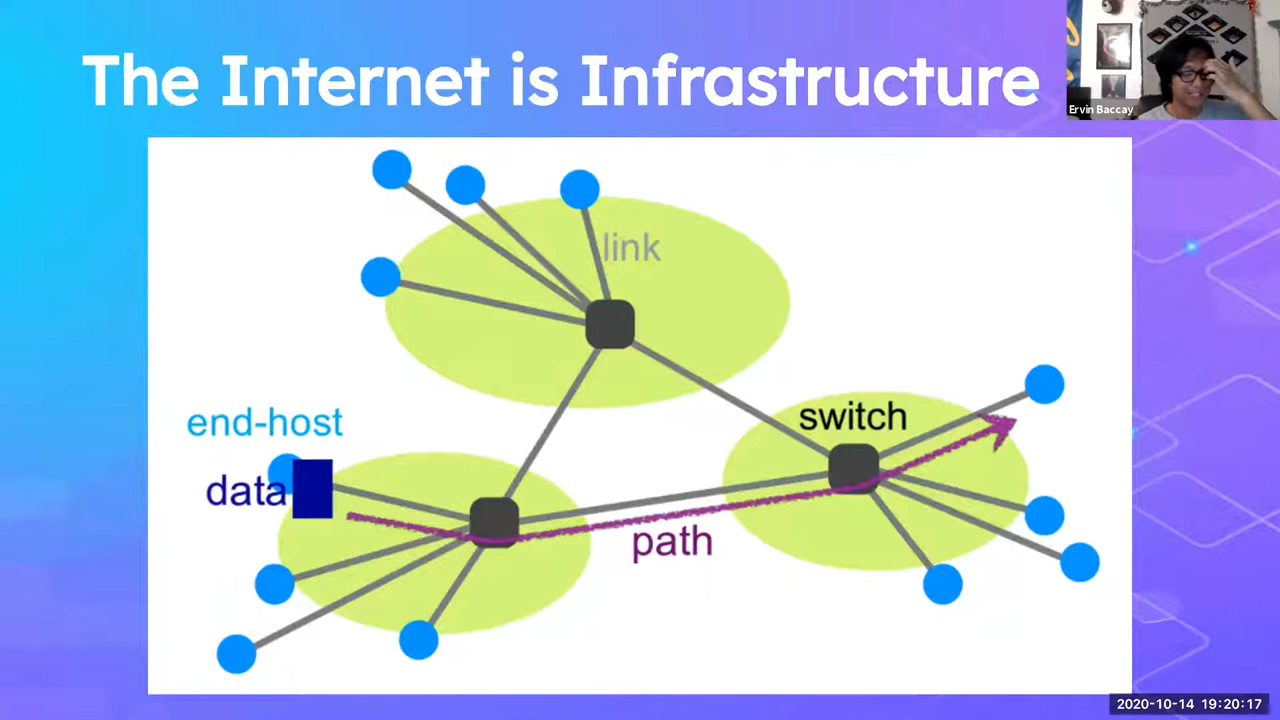 The Internet is Infrastructure
Ervin Baccay
link
end-host
switch
data
path
2020-10-14 19:20:17